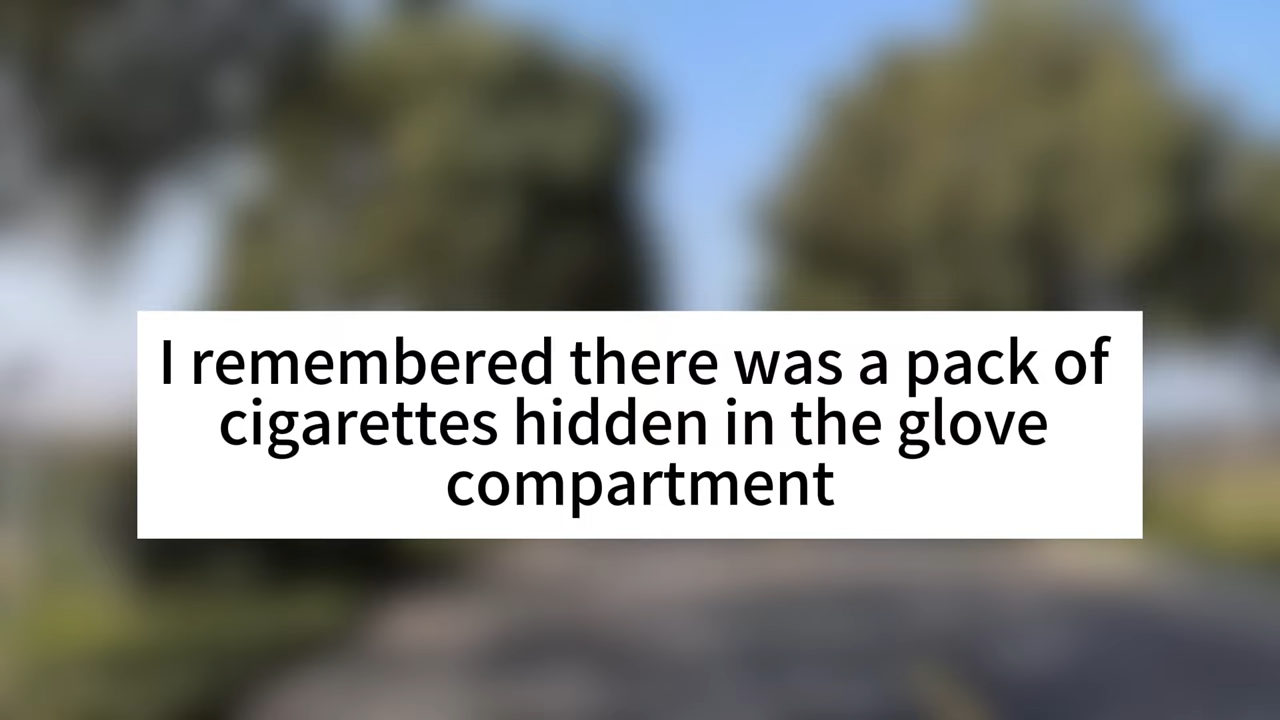 I remembered there was a pack of
cigarettes hidden in the glove
compartment